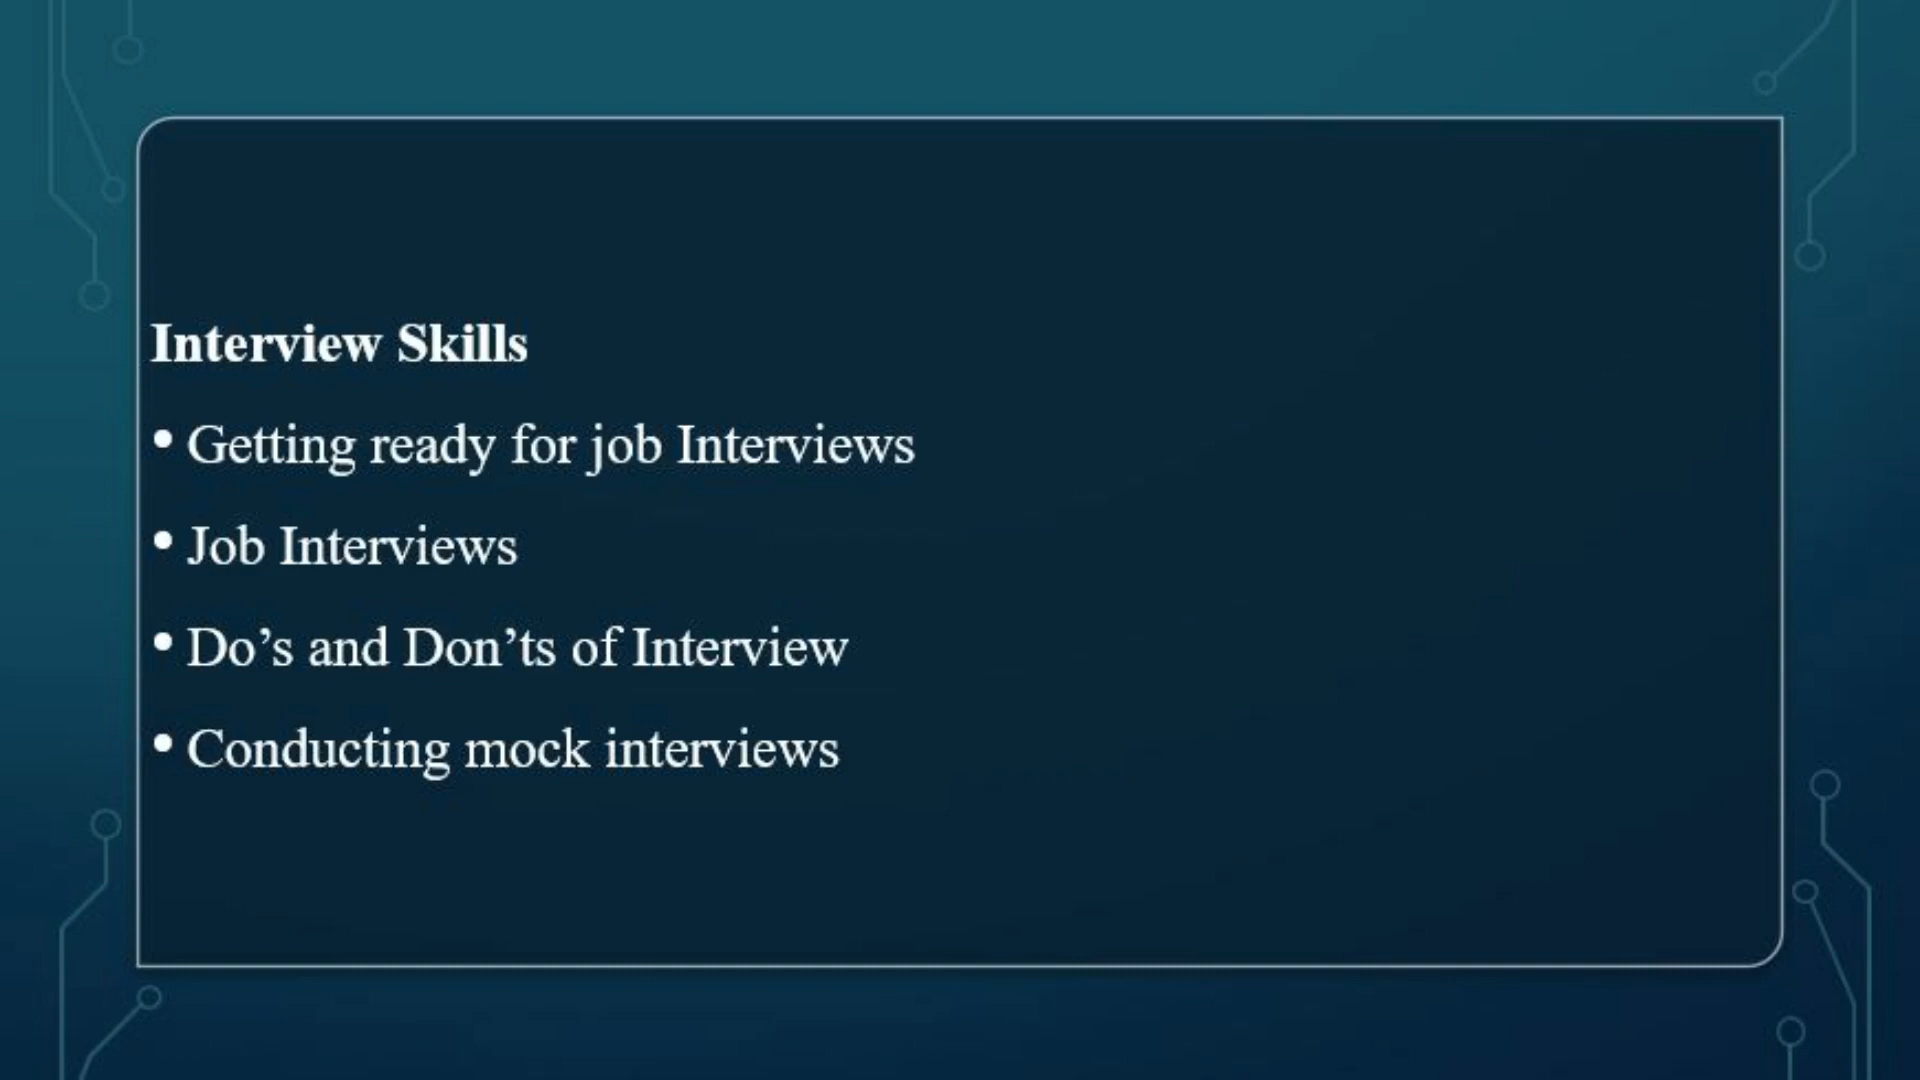 Interview Skills
• Getting ready for job Interviews
• Job Interviews
• Do’s and Don’ts of Interview
• Conducting mock interviews